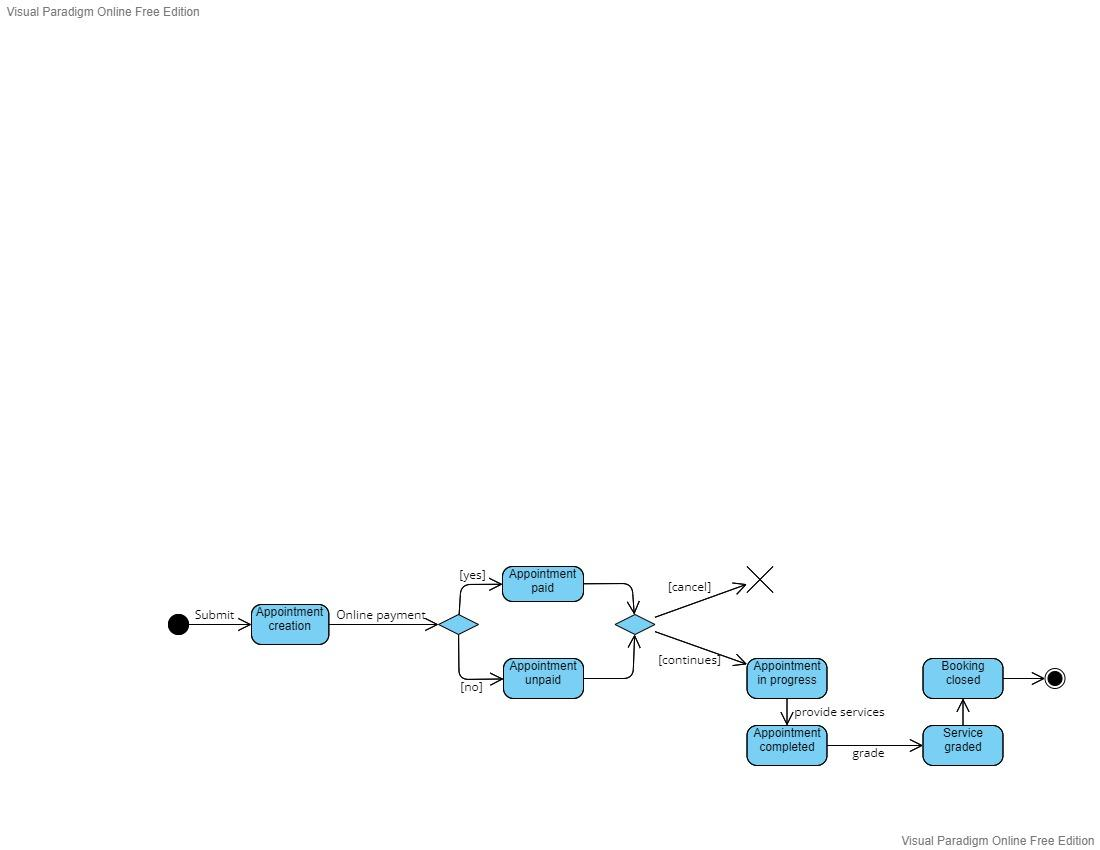 Visual Paradigm Online Free Edition
Submit
Appointment
creation
Online payment
[yes]
Appointment
paid
[no]
Appointment
unpaid
[cancel]
[continues]
Appointment
in progress
provide services
Appointment
completed
grade
Service
graded
Booking
closed
Visual Paradigm Online Free Edition